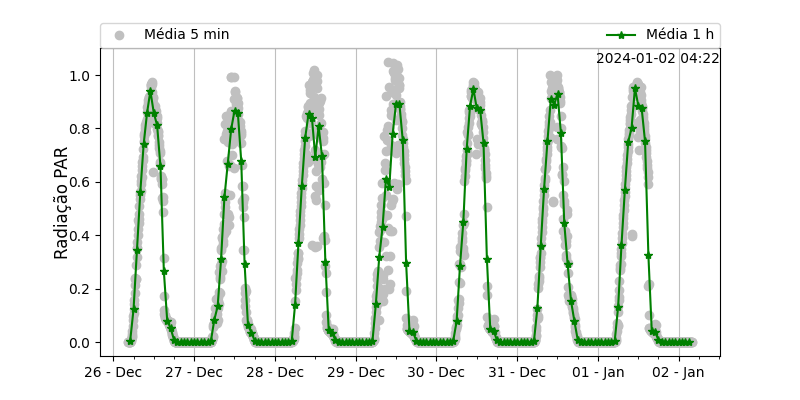 Média 5 min
Média 1 h
2024-01-02 04:22
Radiação PAR
1.0
0.8
0.6
0.4
0.2
0.0
26 - Dec
27 - Dec
28 - Dec
29 - Dec
30 - Dec
31 - Dec
01 - Jan
02 - Jan